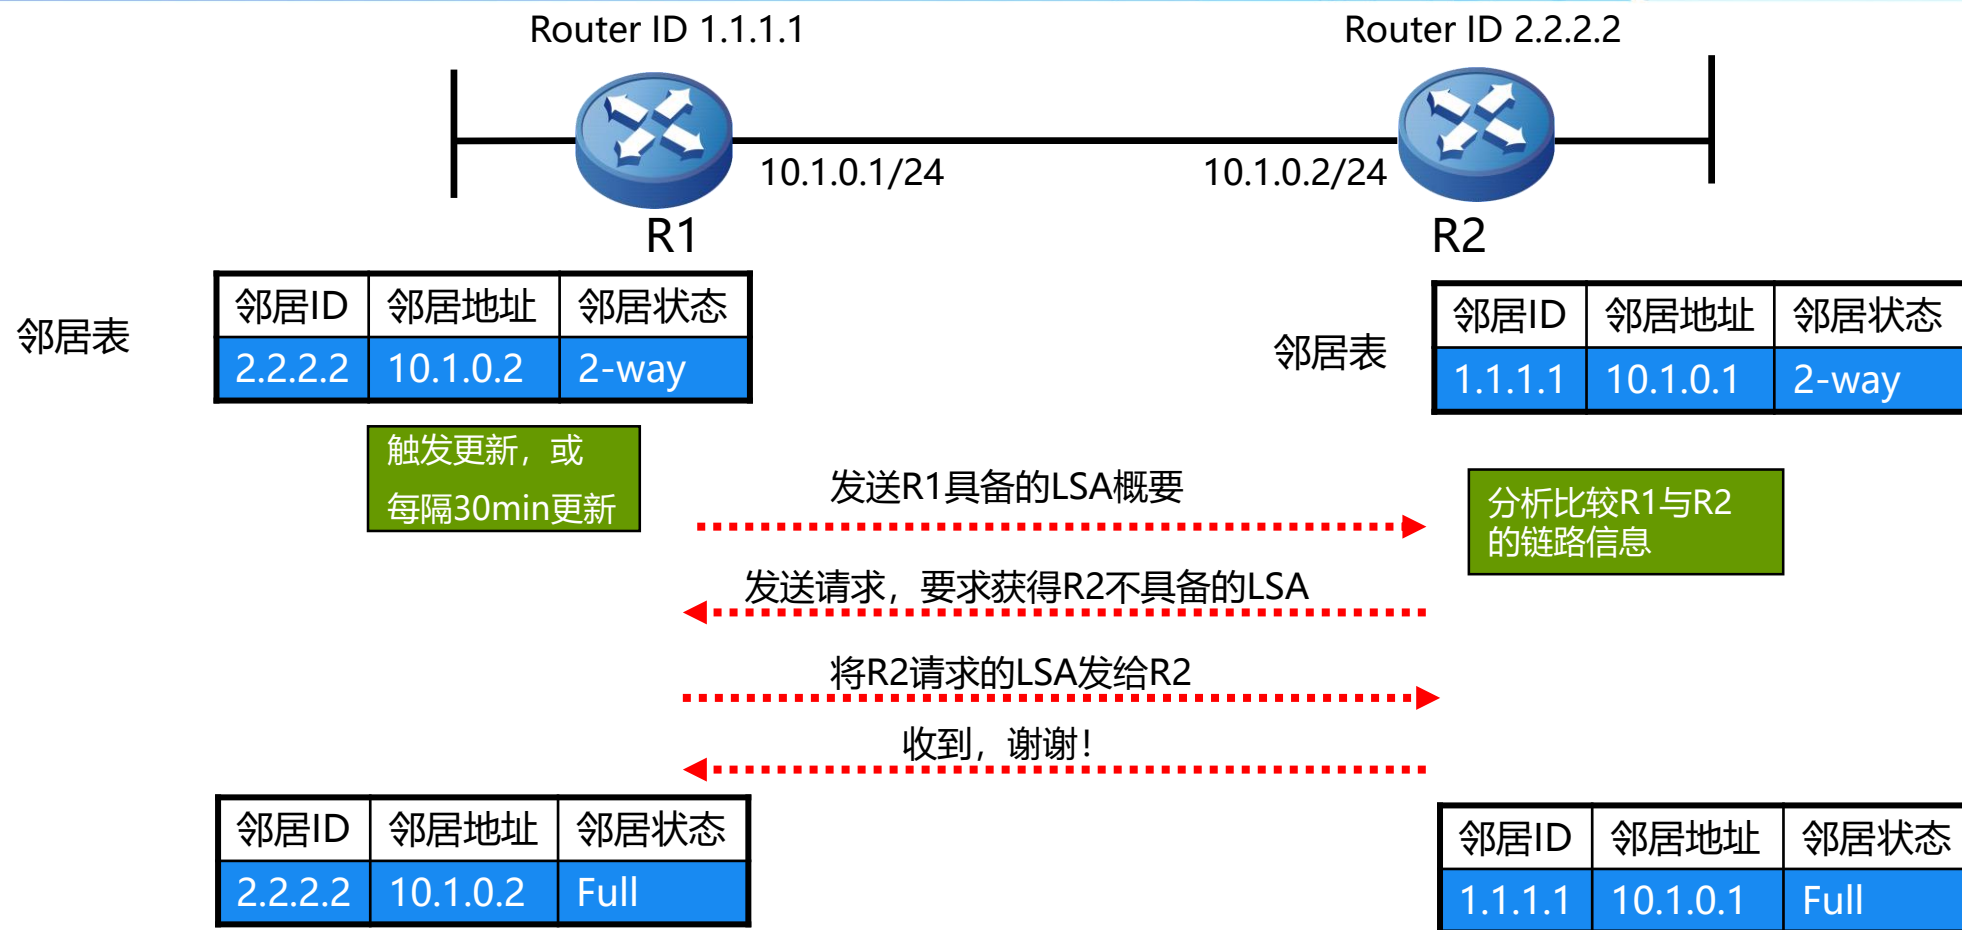 Router ID 1.1.1.1
Router ID 2.2.2.2
10.1.0.1/24
10.1.0.2/24
R1
R2
邻居表
邻居ID 邻居地址 邻居状态
2.2.2.2 10.1.0.2 2-way
邻居表
邻居ID 邻居地址 邻居状态
1.1.1.1 10.1.0.1 2-way
触发更新，或
每隔30min更新
发送R1具备的LSA概要
分析比较R1与R2
的链路信息
发送请求，要求获得R2不具备的LSA
将R2请求的LSA发给R2
收到，谢谢！
邻居ID 邻居地址 邻居状态
2.2.2.2 10.1.0.2 Full
邻居ID 邻居地址 邻居状态
1.1.1.1 10.1.0.1 Full